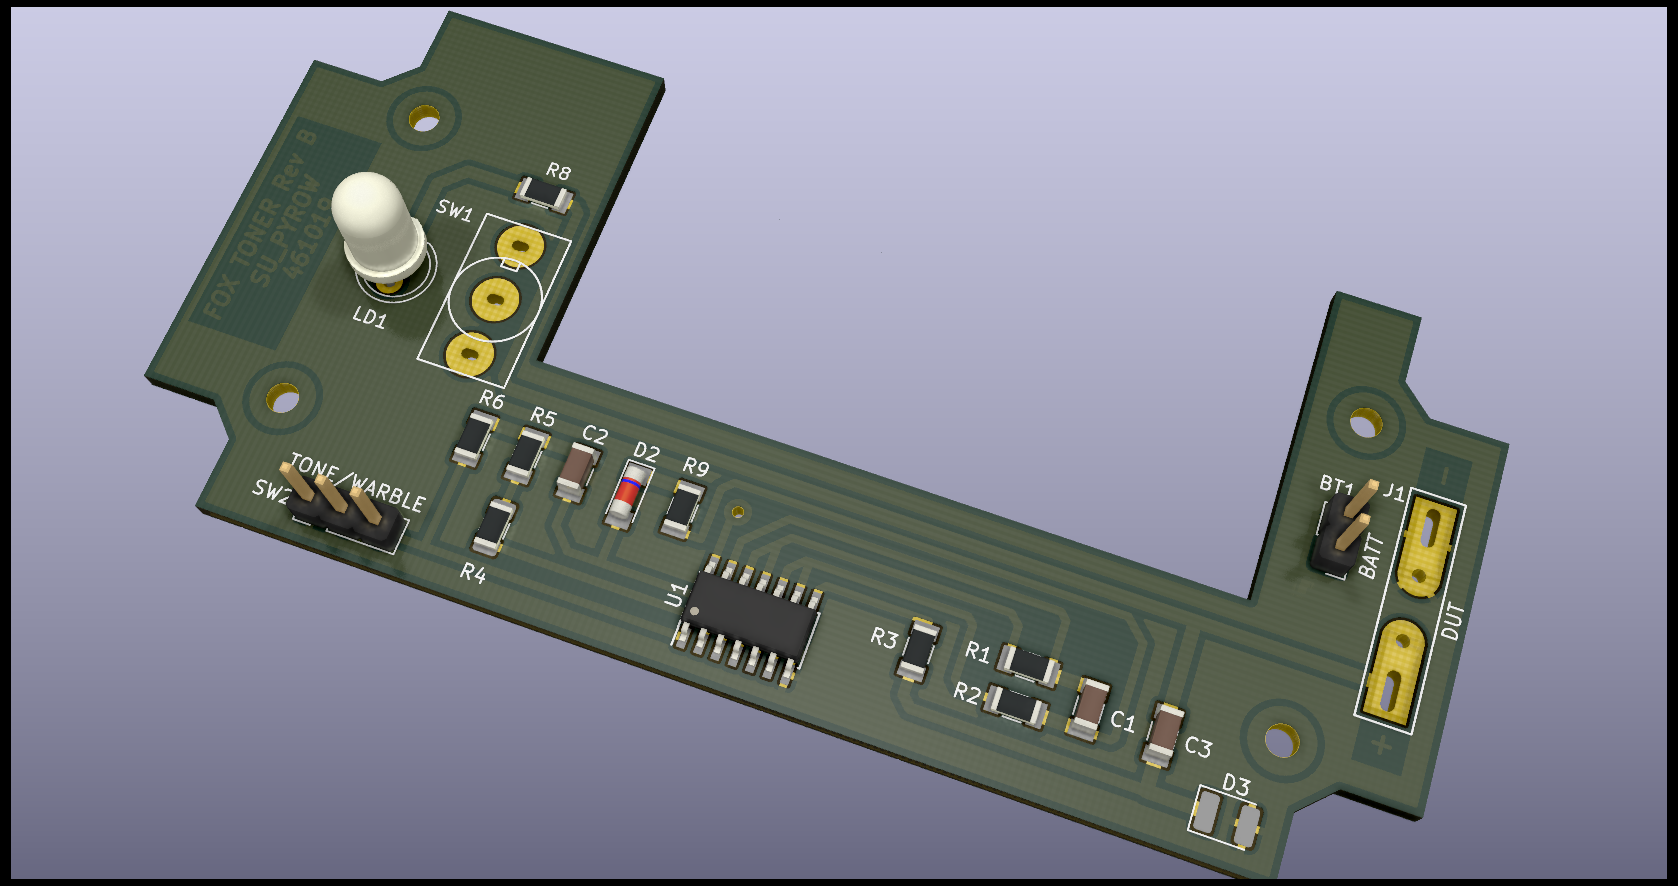 FOX TONER Rev B
SU_PYROW
LD1
SW1
R8
R6
R5
C2
D2
R9
TONE/WARBLE
SW2
R4
U1
R3
R1
R2
C1
C3
D3
BT1
BATT
J1
-
DUT
+